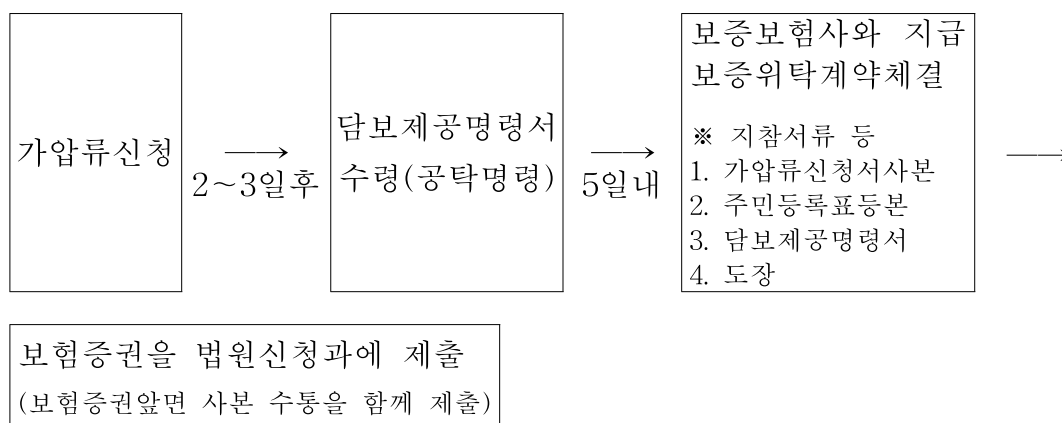 가압류신청
⟶
2~3일후
담보제공명령서
수령(공탁명령)
⟶
5일내
보증보험사와 지급
보증위탁계약체결
※ 지참서류 등
1. 가압류신청서사본
2. 주민등록표등본
3. 담보제공명령서
4. 도장
⟶
보험증권을 법원신청과에 제출
(보험증권앞면 사본 수통을 함께 제출)